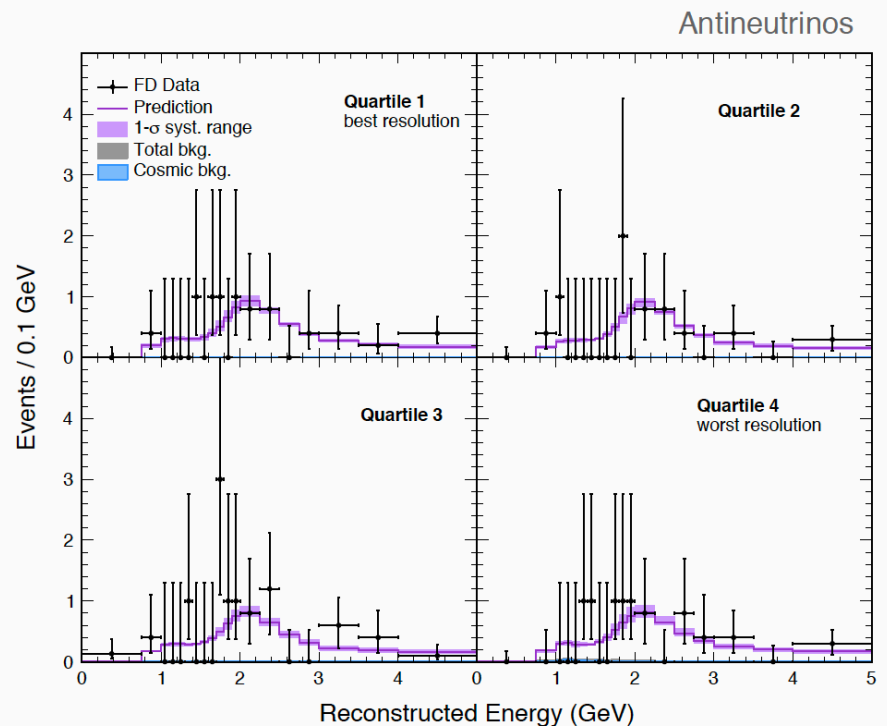 Antineutrinos
FD Data
Prediction
1-σ syst. range
Total bkg.
Cosmic bkg.
Quartile 1
best resolution
Quartile 2
4
3
2
1
0
Quartile 3
Quartile 4
worst resolution
4
3
2
1
0
0 1 2 3 4 0 1 2 3 4 5
Events / 0.1 GeV
Reconstructed Energy (GeV)